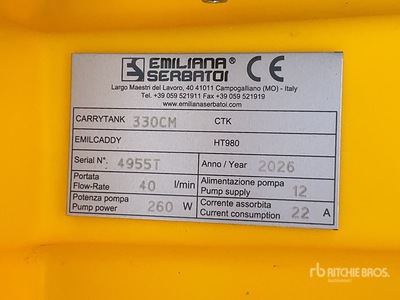 EMILIANA SERBATOI CE
Largo Maestri del Lavoro, 40 41011 Campogalliano (MO) - Italy
Tel. +39 059 521911 Fax +39 059 521919
www.emilianaserbatoi.com
CARRYTANK 330CM CTK
EMILCADDY HT980
Serial N°. 4955T Anno / Year 2026
Portata
Flow-Rate 40 l/min
Alimentazione pompa
Pump supply 12
Potenza pompa
Pump power 260 W
Corrente assorbita
Current consumption 22 A
rb RITCHIE BROS.